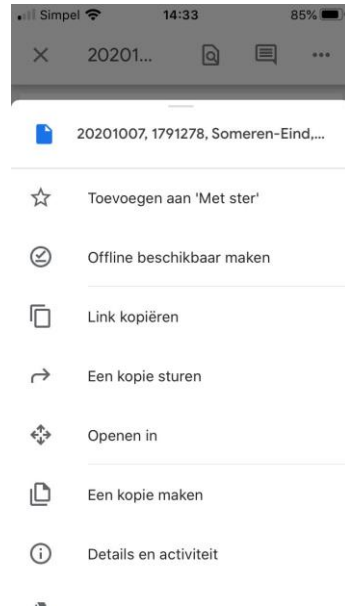 Simpel 14:33 85%
20201...
20201007, 1791278, Someren-Eind,...
Toevoegen aan 'Met ster'
Offline beschikbaar maken
Link kopiëren
Een kopie sturen
Openen in
Een kopie maken
Details en activiteit